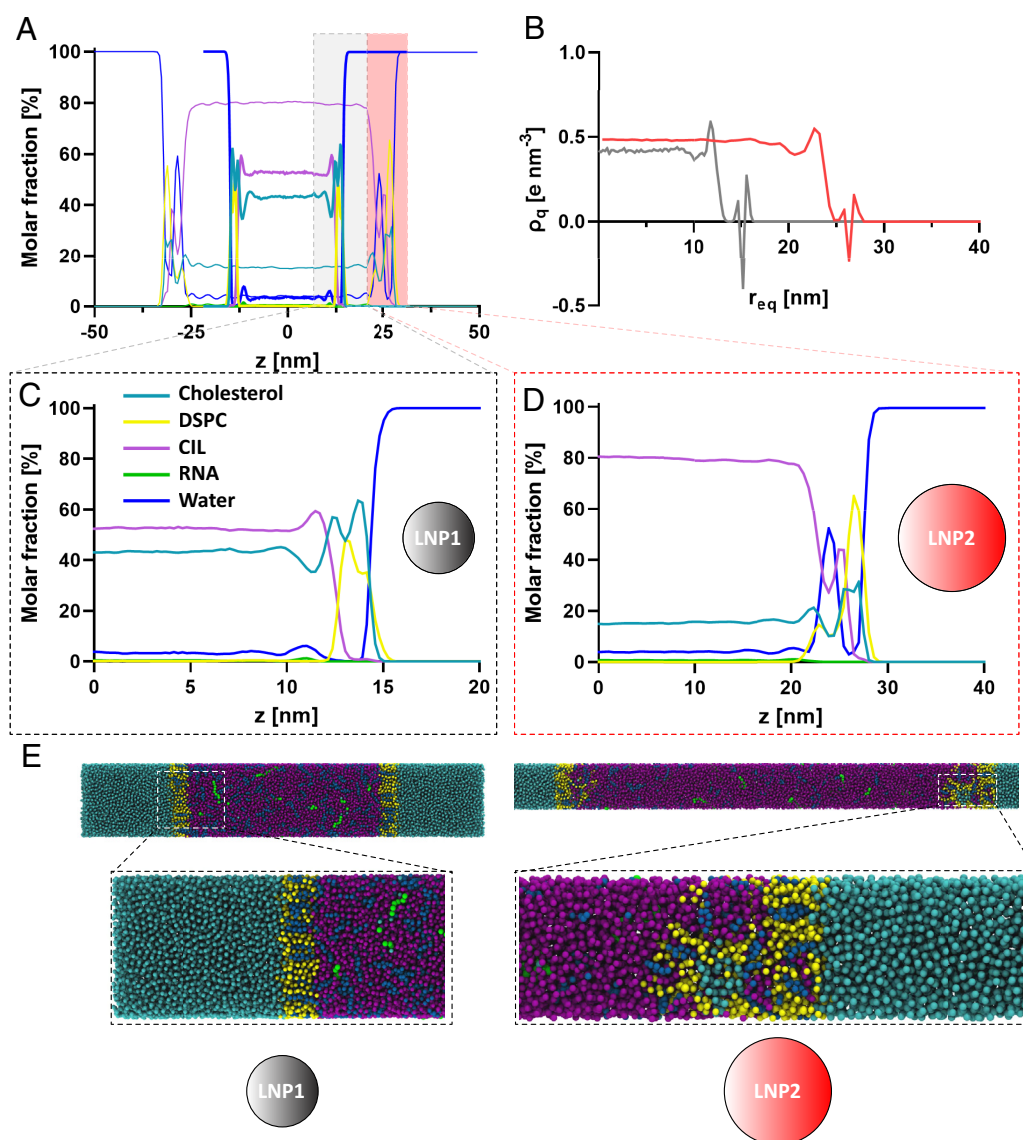 A
B
100
80
60
40
20
0
Molar fraction [%]
-50
-25
0
25
50
z [nm]
1.0
0.5
0.0
-0.5
ρq [e nm-3]
10
20
30
40
req [nm]
C
Cholesterol
DSPC
CIL
RNA
Water
100
80
60
40
20
0
Molar fraction [%]
0
5
10
15
20
z [nm]
LNP1
D
100
80
60
40
20
0
Molar fraction [%]
0
10
20
30
40
z [nm]
LNP2
E
LNP1
LNP2